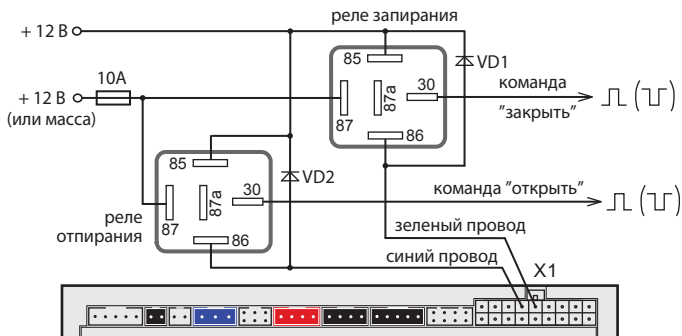 реле запирания
+ 12 В
85
VD1
10А
30
команда
+ 12 В
87а
"закрыть"
(или масса)
87
86
85
VD2
30
команда "открыть"
87а
реле
отпирания
87
86
зеленый провод
синий провод
X1